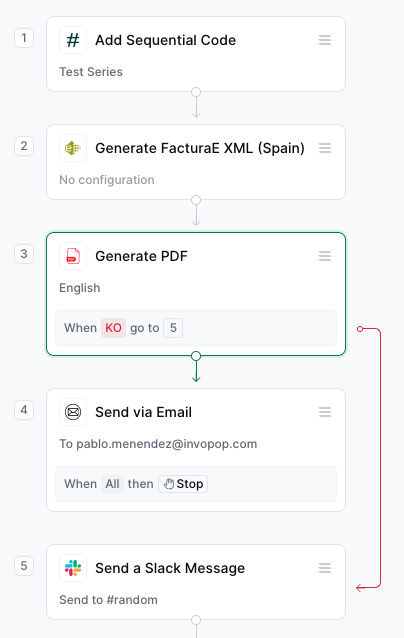 1
# Add Sequential Code
Test Series
2
Generate FacturaE XML (Spain)
No configuration
3
PDF
Generate PDF
English
When KO go to 5
4
Send via Email
To pablo.menendez@invopop.com
When All then Stop
5
Send a Slack Message
Send to #random